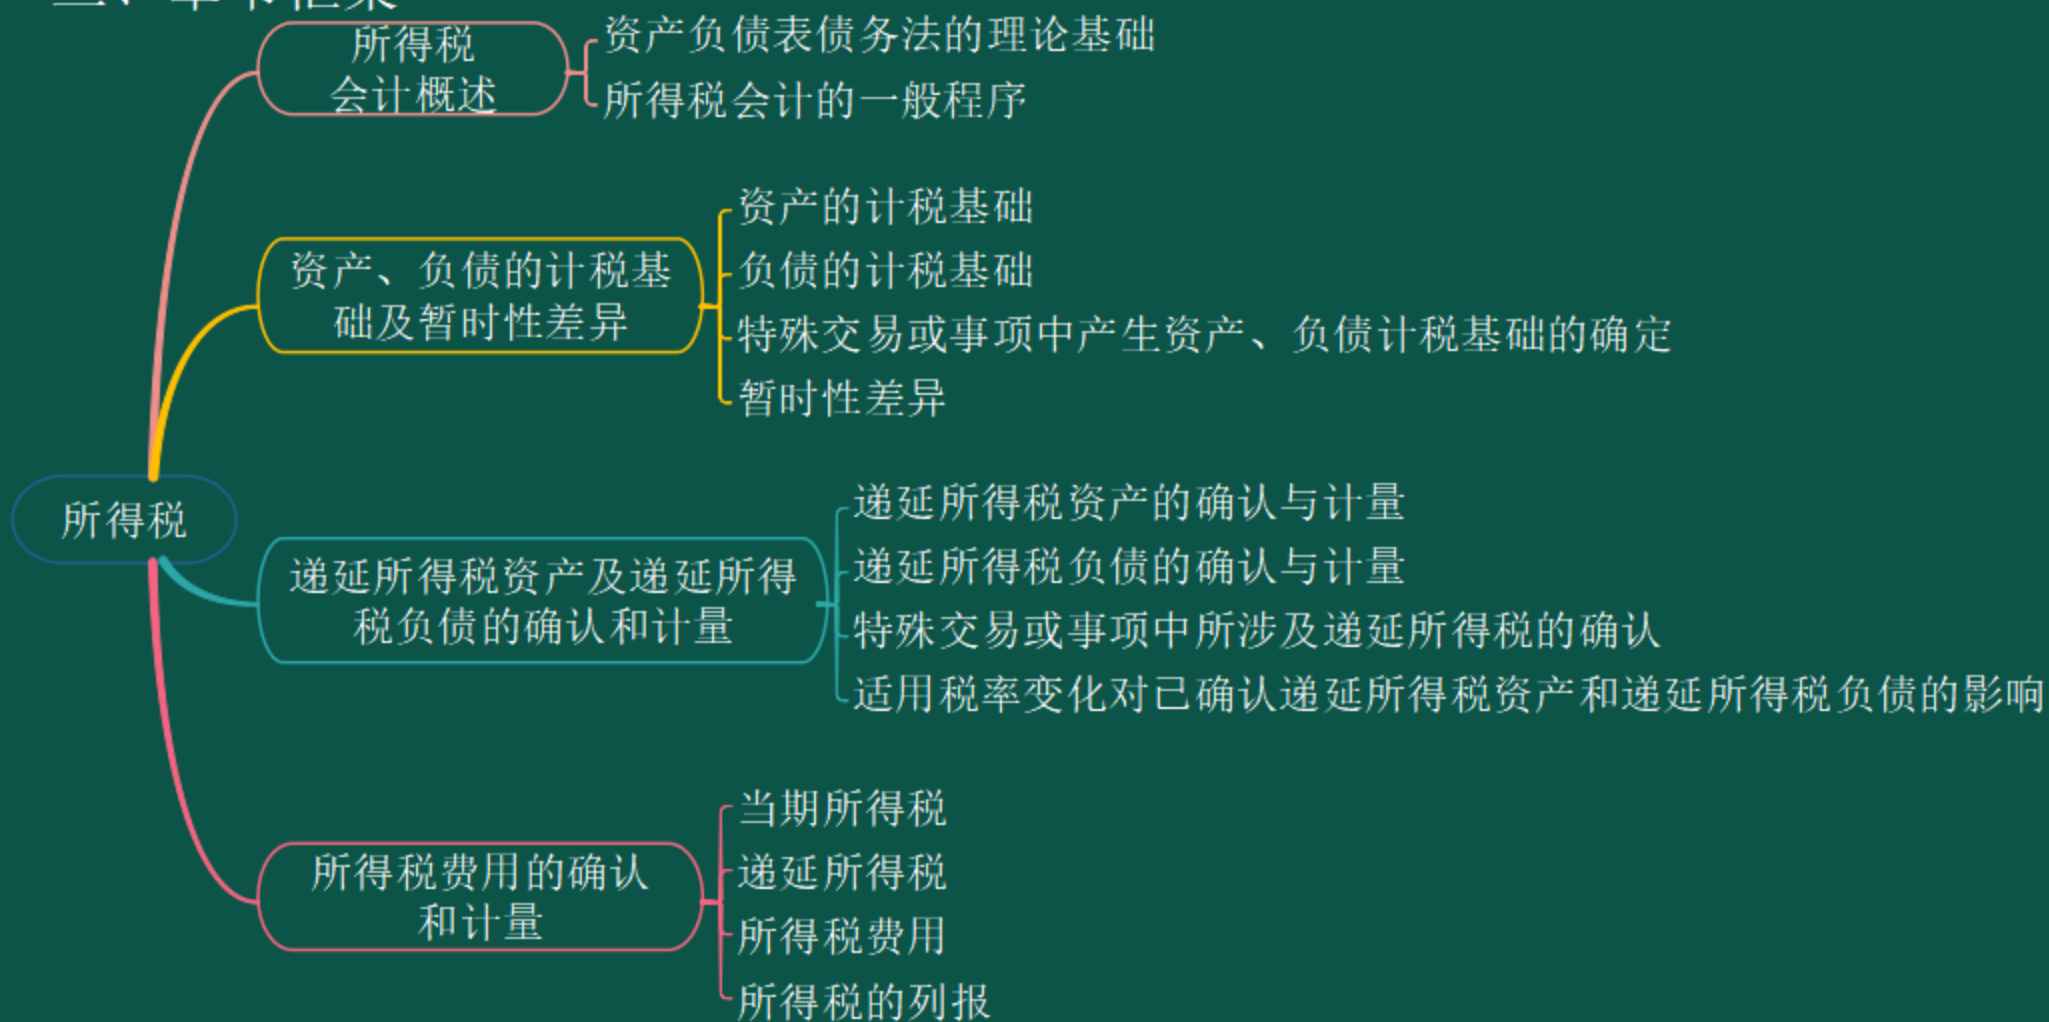 所得税
会计概述
资产负债表债务法的理论基础
所得税会计的一般程序
资产、负债的计税基
础及暂时性差异
资产的计税基础
负债的计税基础
特殊交易或事项中产生资产、负债计税基础的确定
暂时性差异
所得税
递延所得税资产及递延所得
税负债的确认和计量
递延所得税资产的确认与计量
递延所得税负债的确认与计量
特殊交易或事项中所涉及递延所得税的确认
适用税率变化对已确认递延所得税资产和递延所得税负债的影响
所得税费用的确认
和计量
当期所得税
递延所得税
所得税费用
所得税的列报